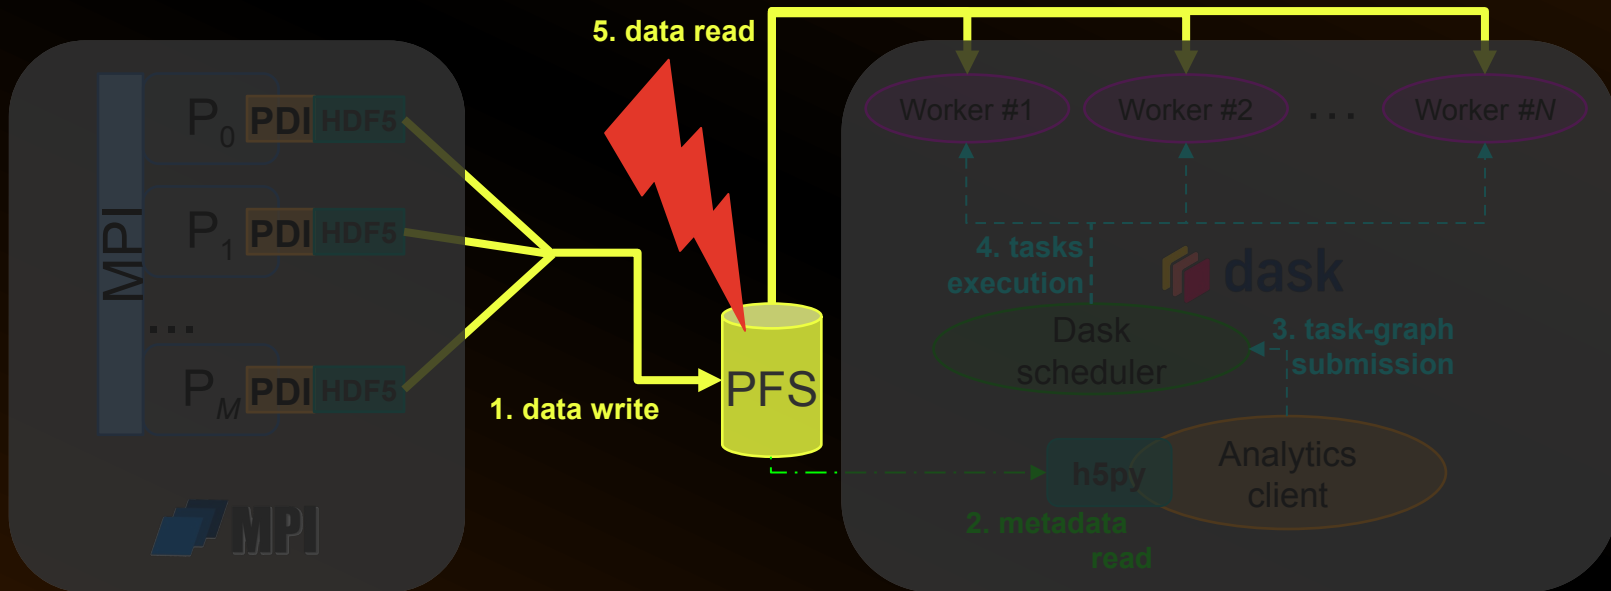 5. data read
MPI
P0 PDI HDF5
P1 PDI HDF5
...
PM PDI HDF5
MPI
1. data write
PFS
Worker #1 Worker #2 ... Worker #N
4. tasks
execution
dask
Dask
scheduler
3. task-graph
submission
h5py
Analytics
client
2. metadata
read